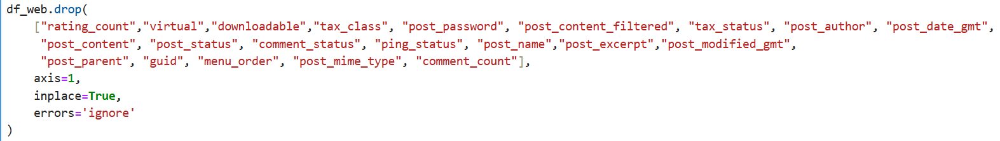 df_web.drop(
    ["rating_count","virtual","downloadable","tax_class", "post_password", "post_content_filtered", "tax_status", "post_author", "post_date_gmt",
     "post_content", "post_status", "comment_status", "ping_status", "post_name","post_excerpt","post_modified_gmt",
     "post_parent", "guid", "menu_order", "post_mime_type", "comment_count"],
    axis=1,
    inplace=True,
    errors='ignore'
)